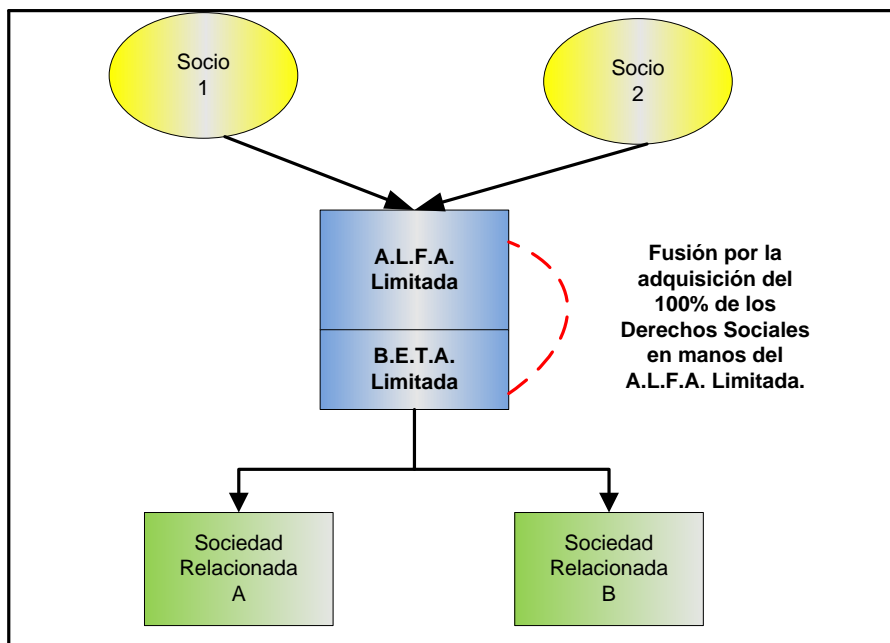 Socio
1
Socio
2
A.L.F.A.
Limitada
B.E.T.A.
Limitada
Fusión por la
adquisición del
100% de los
Derechos Sociales
en manos del
A.L.F.A. Limitada.
Sociedad
Relacionada
A
Sociedad
Relacionada
B